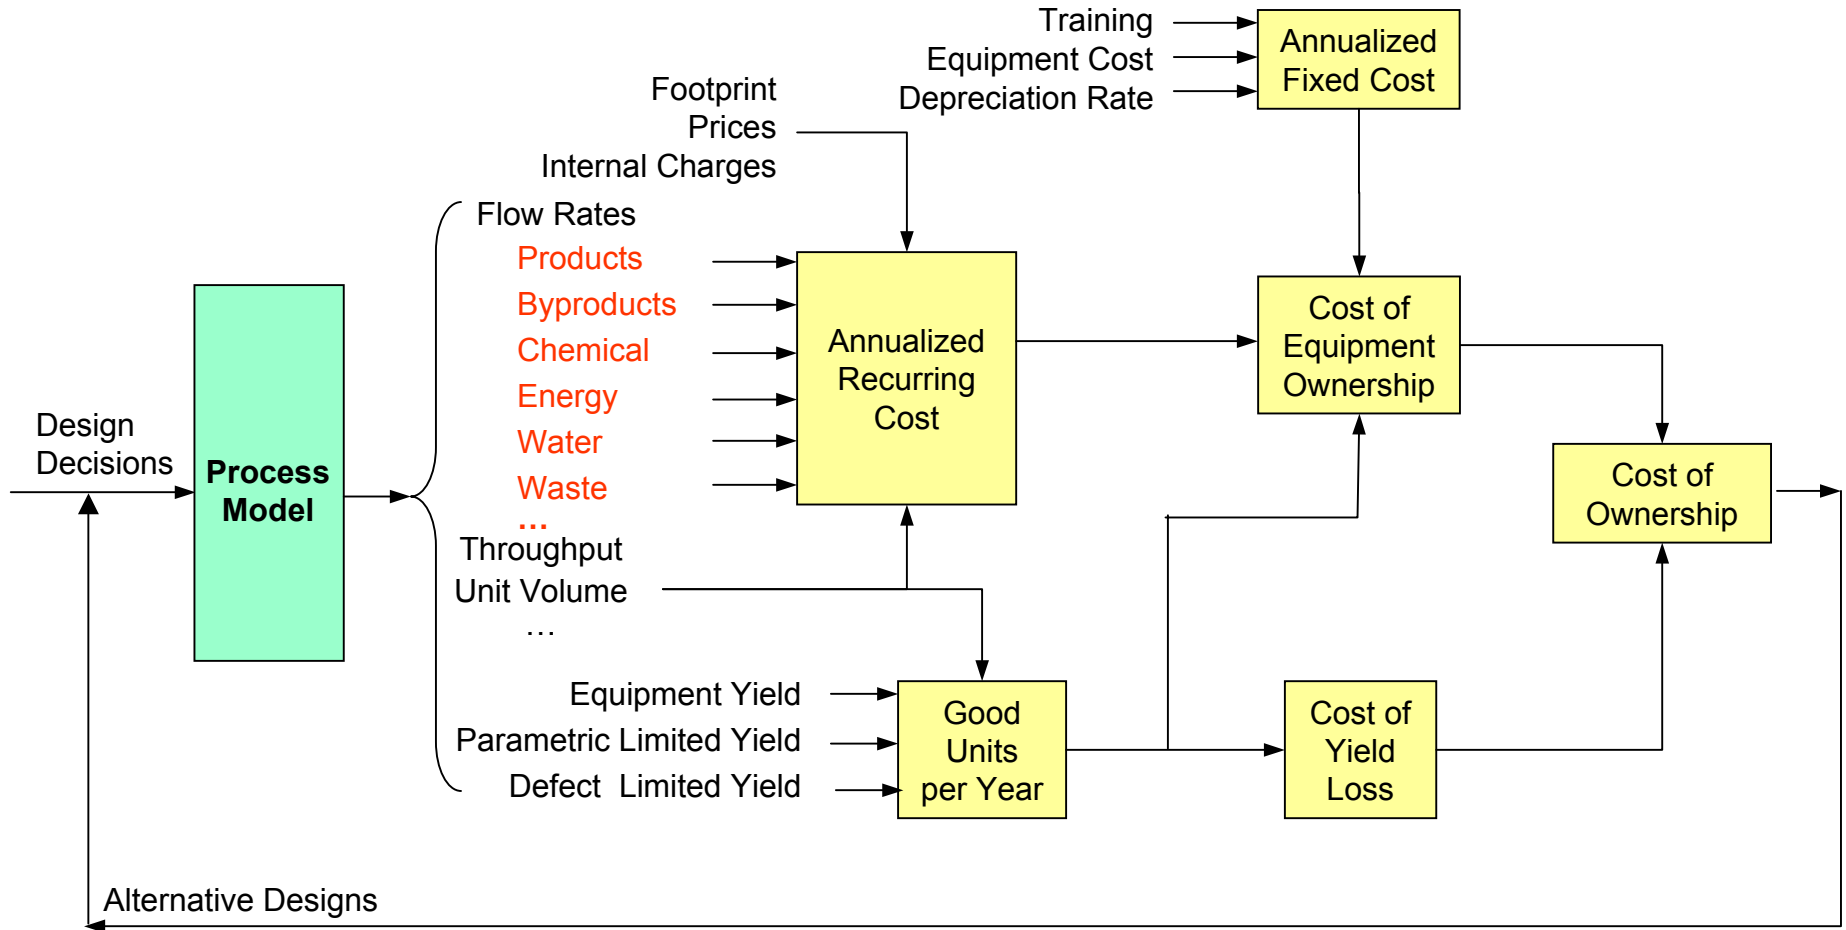 Training
Equipment Cost
Depreciation Rate
Annualized
Fixed Cost
Footprint
Prices
Internal Charges
Flow Rates
Products
Byproducts
Chemical
Energy
Water
Waste
...
Throughput
Unit Volume
...
Annualized
Recurring
Cost
Cost of
Equipment
Ownership
Design
Decisions
Process
Model
Cost of
Ownership
Equipment Yield
Parametric Limited Yield
Defect  Limited Yield
Good
Units
per Year
Cost of
Yield
Loss
Alternative Designs